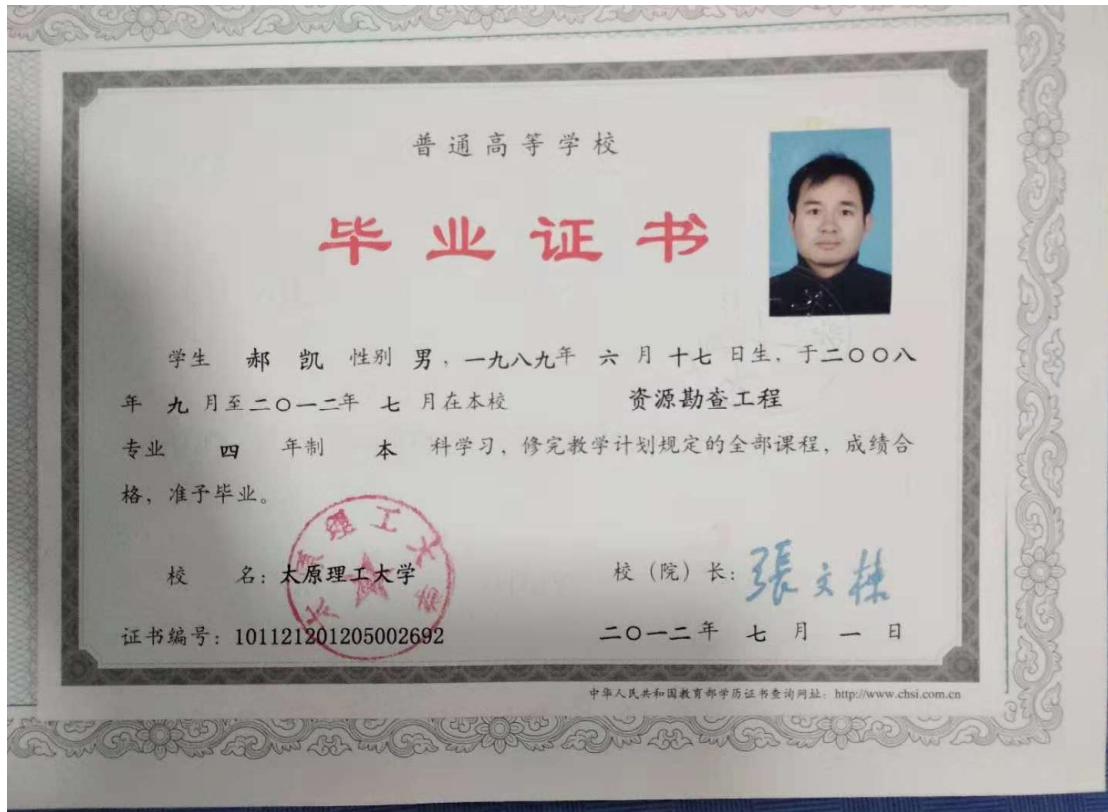 普通高等学校
毕业证书
学生 郝 凯 性别 男，一九八九年 六 月 十七 日生，于二〇〇八
年 九 月至二〇一二年 七 月在本校 资源勘查工程
专业 四 年制 本 科学习，修完教学计划规定的全部课程，成绩合
格，准予毕业。
太原理工大学
校 名：太原理工大学 校（院）长：張文栋
证书编号：101121201205002692 二〇一二年 七 月 一 日
中华人民共和国教育部学历证书查询网址：http://www.chsi.com.cn